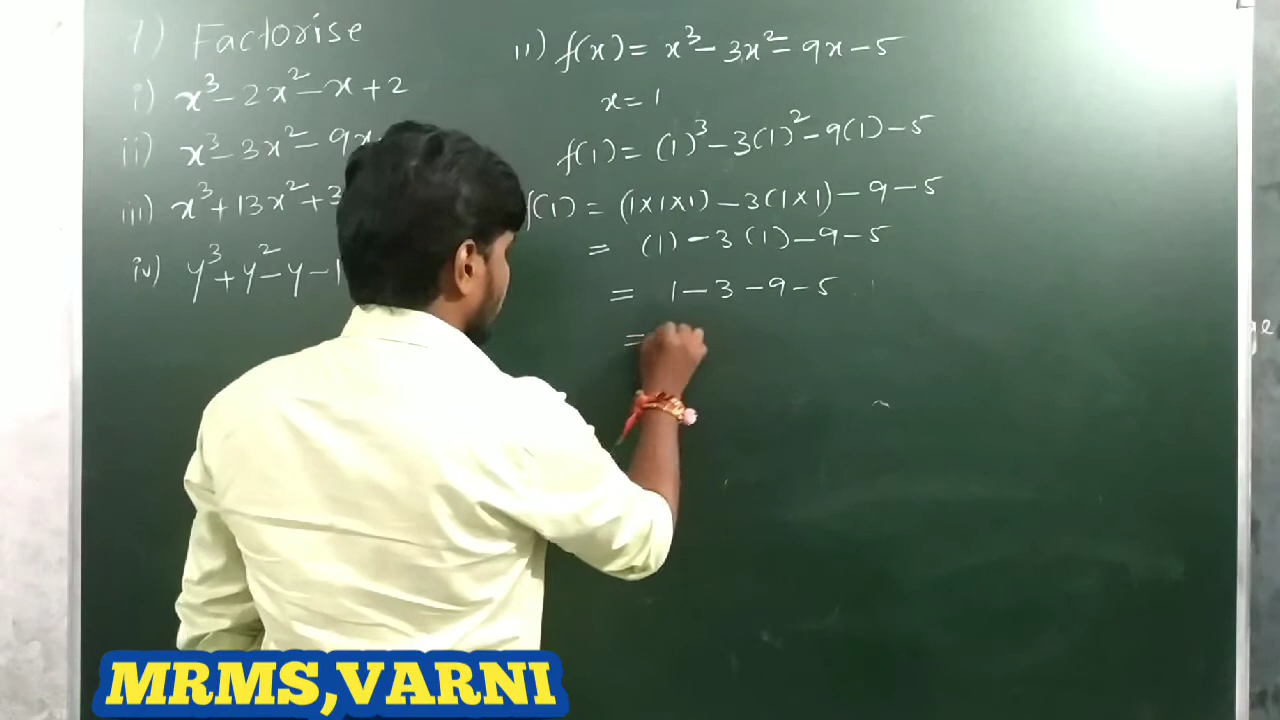 1) Factorise
i) x³-2x²-x+2
ii) x³-3x²-9x
iii) x³+13x²+3
iv) y³+y²-y-1
11) f(x)= x³-3x²-9x-5
x=1
f(1)= (1)³-3(1)²-9(1)-5
f(1) = (1×1×1)-3(1×1)-9-5
= (1)-3(1)-9-5
= 1-3-9-5
=
MRMS,VARNI